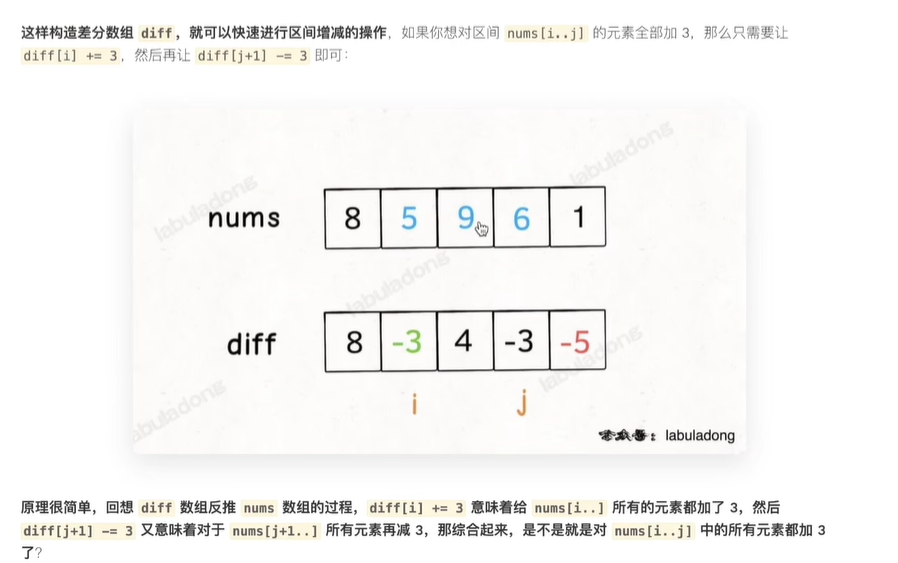 这样构造差分数组 diff，就可以快速进行区间增减的操作，如果你想对区间 nums[i..j] 的元素全部加 3，那么只需要让
diff[i] += 3，然后再让 diff[j+1] -= 3 即可：
labuladong
labuladong
nums 8 5 9 6 1
labuladong
diff 8 -3 4 -3 -5
labuladong
i j
labuladong
公众号：labuladong
原理很简单，回想 diff 数组反推 nums 数组的过程，diff[i] += 3 意味着给 nums[i..] 所有的元素都加了 3，然后
diff[j+1] -= 3 又意味着对于 nums[j+1..] 所有元素再减 3，那综合起来，是不是就是对 nums[i..j] 中的所有元素都加 3
了？